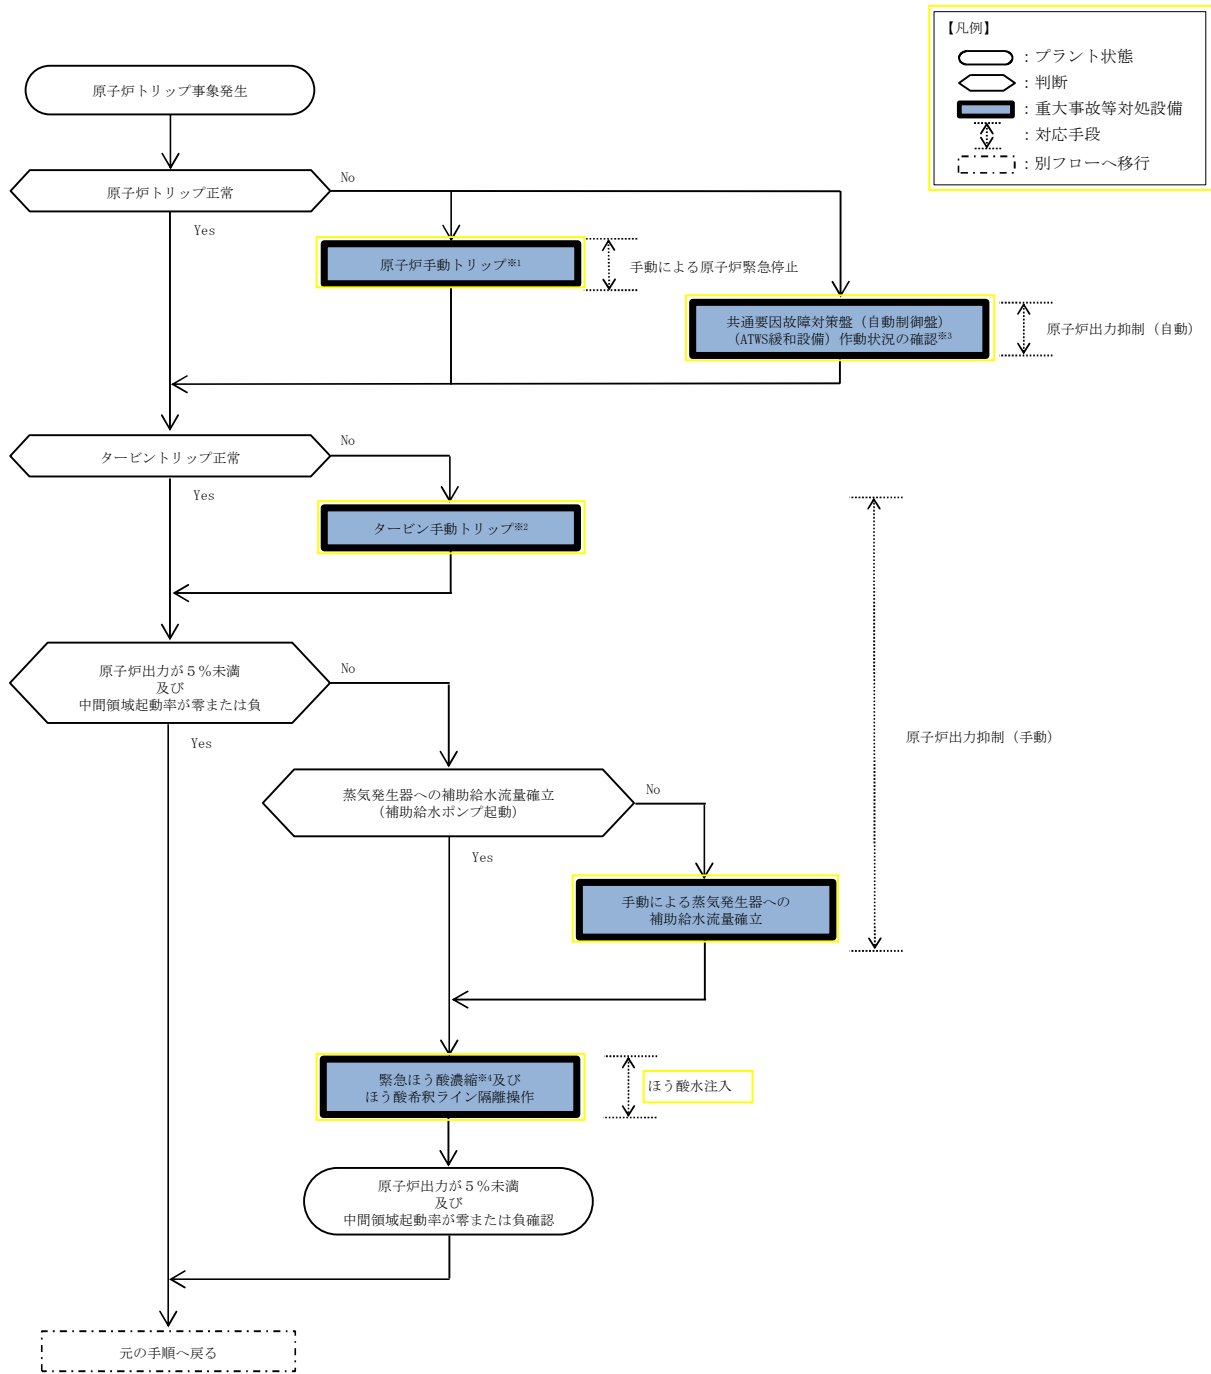 【凡例】
：プラント状態
：判断
：重大事故等対処設備
：対応手段
：別フローへ移行
原子炉トリップ事象発生
原子炉トリップ正常
No
Yes
原子炉手動トリップ※1
手動による原子炉緊急停止
共通要因故障対策盤（自動制御盤）
（ATWS緩和設備）作動状況の確認※3
原子炉出力抑制（自動）
タービントリップ正常
No
Yes
タービン手動トリップ※2
原子炉出力が５％未満
及び
中間領域起動率が零または負
No
Yes
原子炉出力抑制（手動）
蒸気発生器への補助給水流量確立
（補助給水ポンプ起動）
No
Yes
手動による蒸気発生器への
補助給水流量確立
緊急ほう酸濃縮※4及び
ほう酸希釈ライン隔離操作
ほう酸水注入
原子炉出力が５％未満
及び
中間領域起動率が零または負確認
元の手順へ戻る